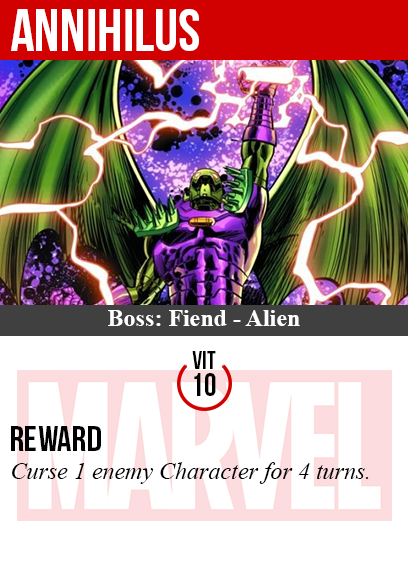 ANNIHILUS
Boss: Fiend - Alien
VIT
10
MARVEL
REWARD
Curse 1 enemy Character for 4 turns.